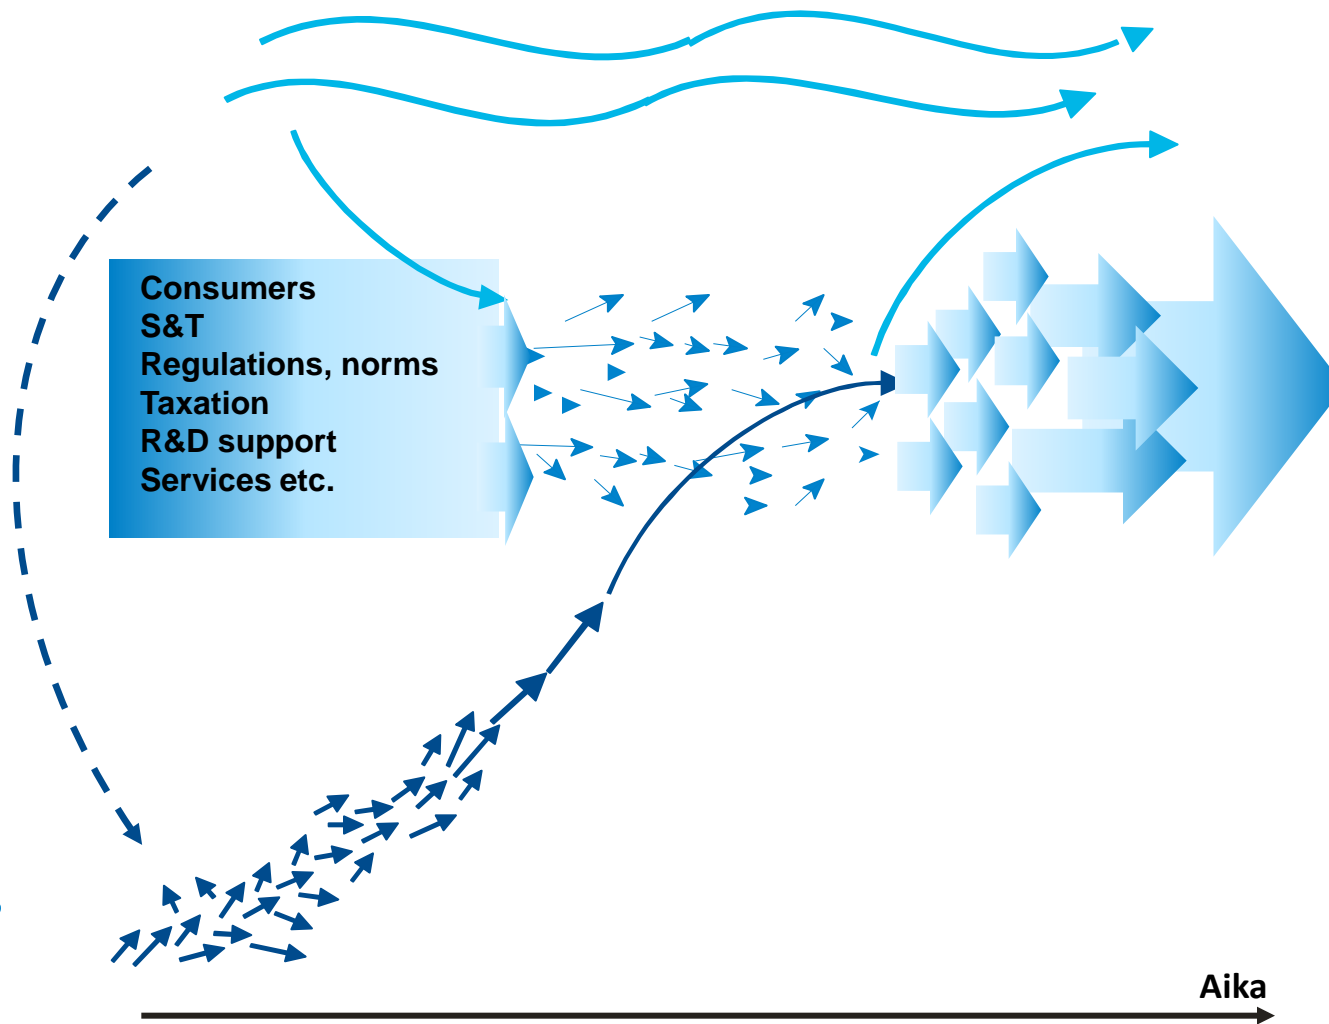 Consumers
S&T
Regulations, norms
Taxation
R&D support
Services etc.
Aika